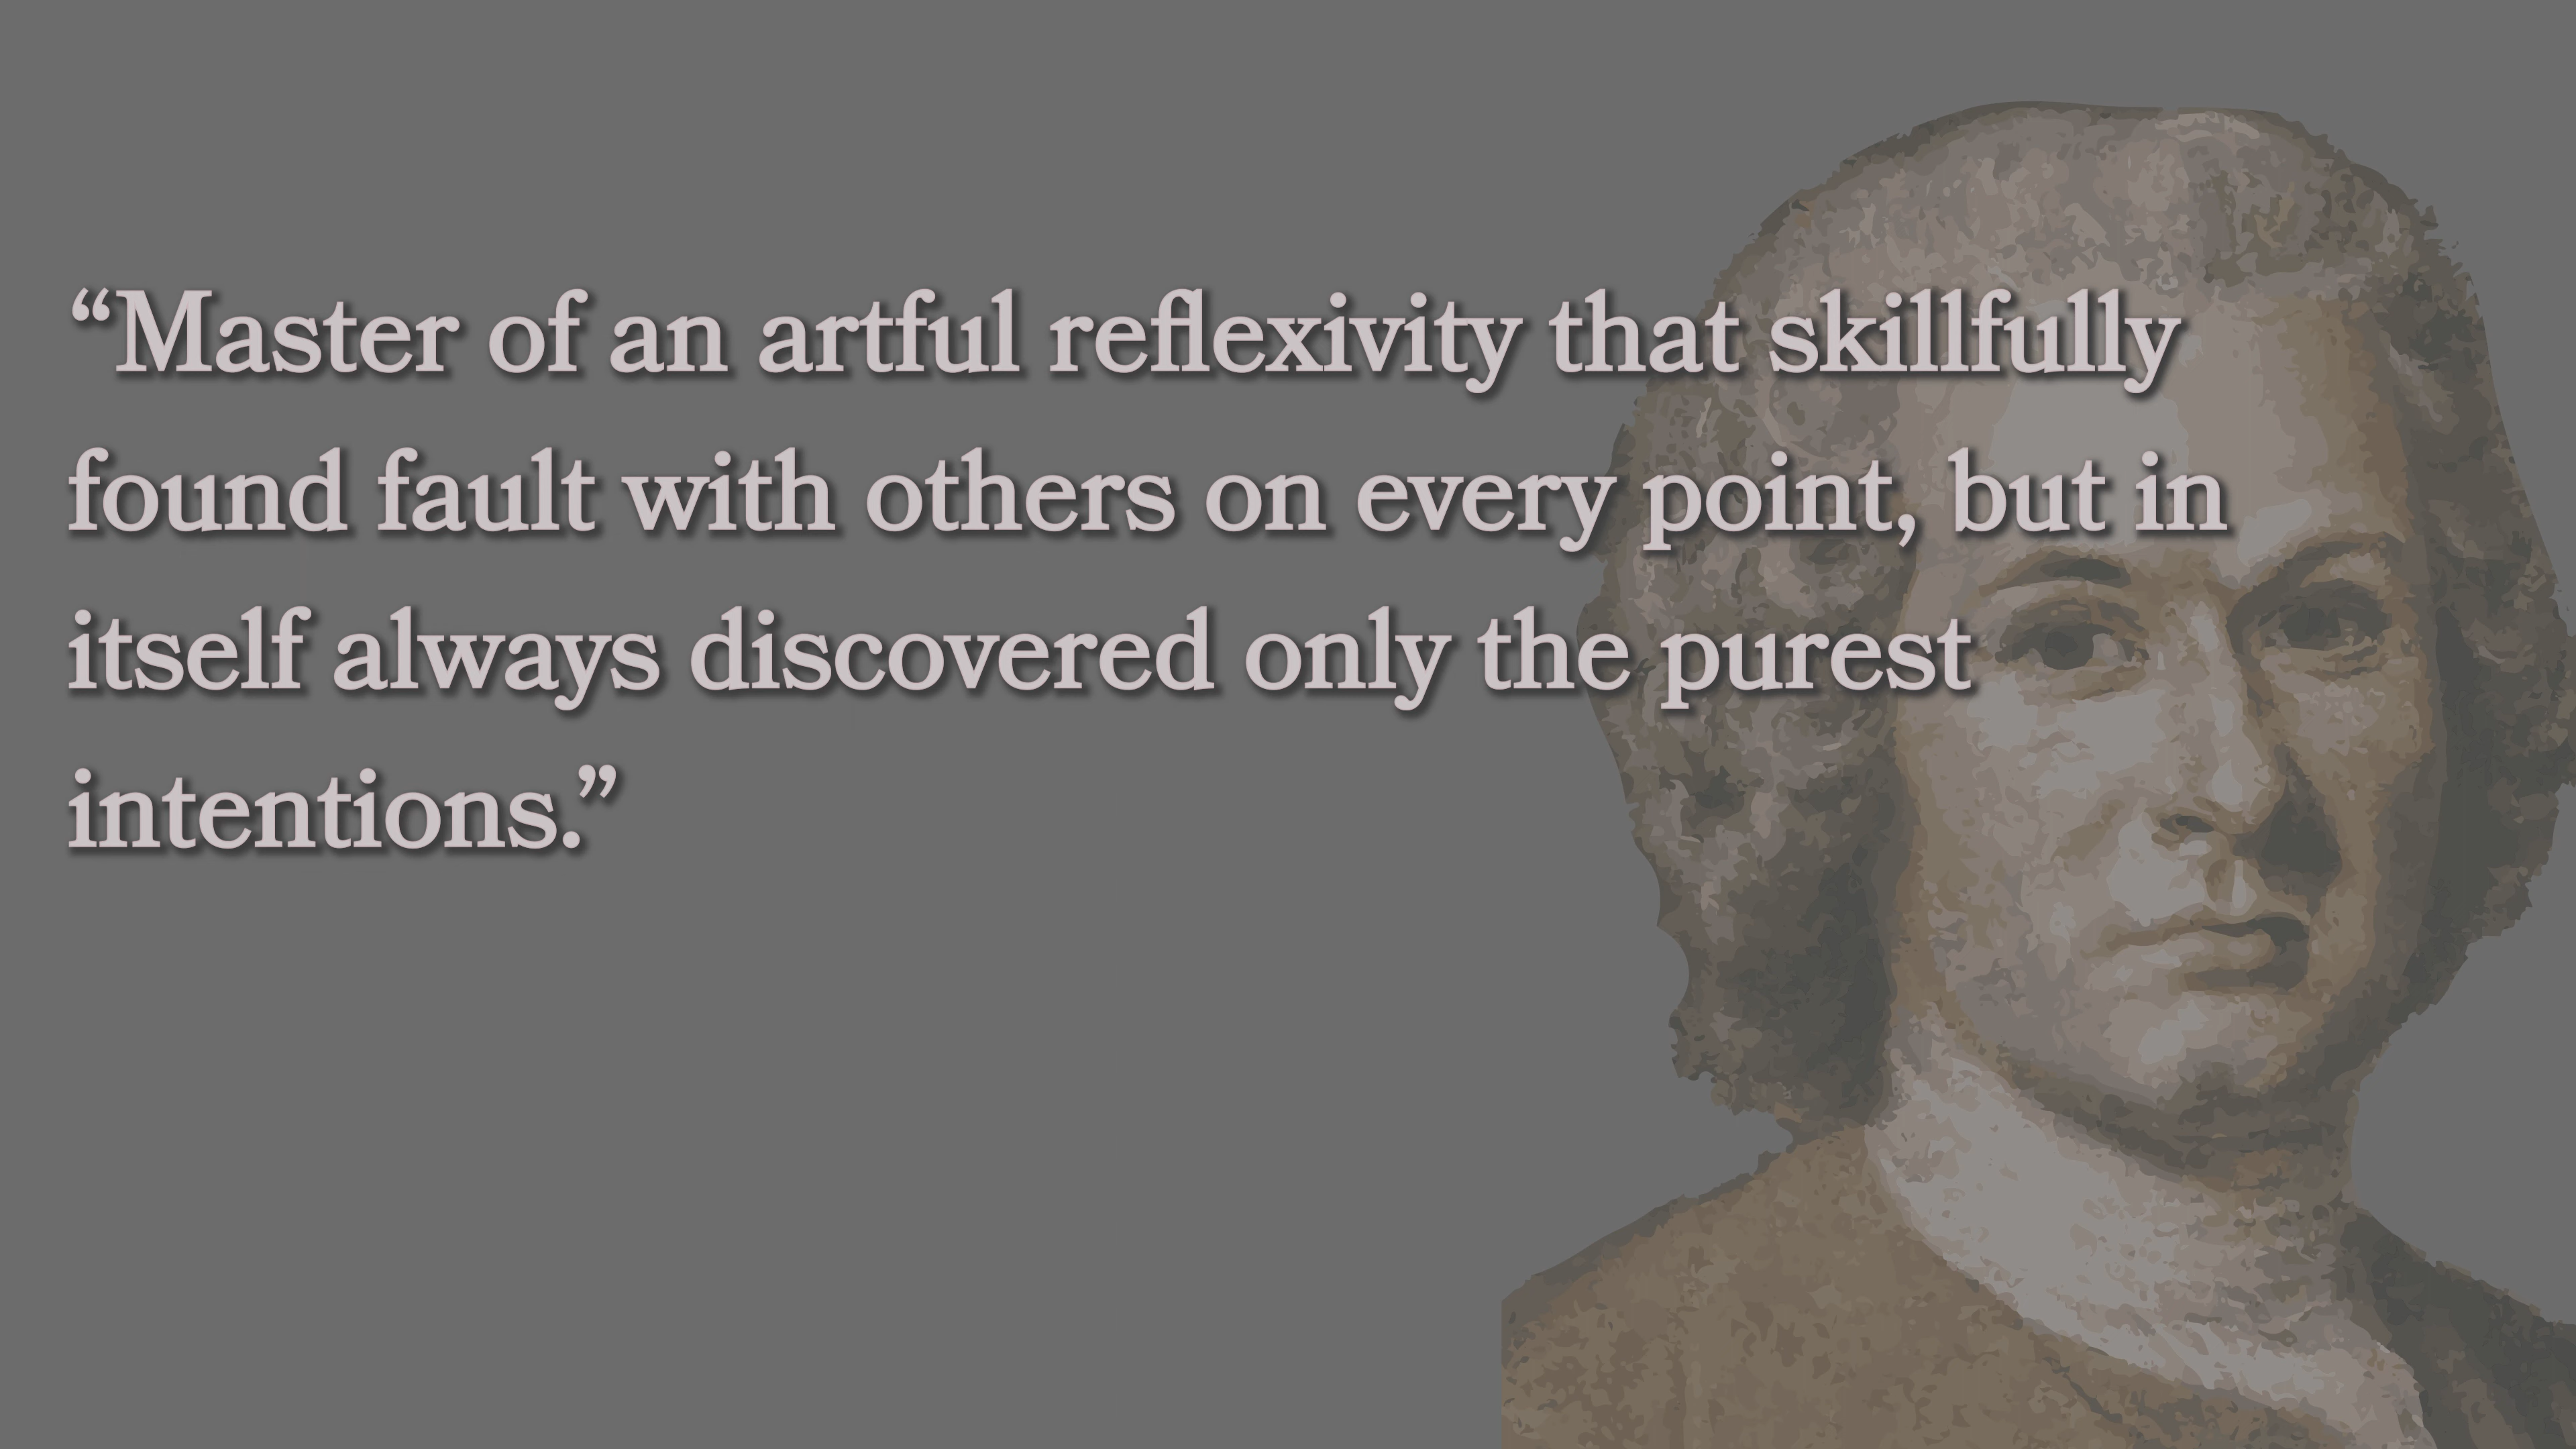 “Master of an artful reflexivity that skillfully
found fault with others on every point, but in
itself always discovered only the purest
intentions.”